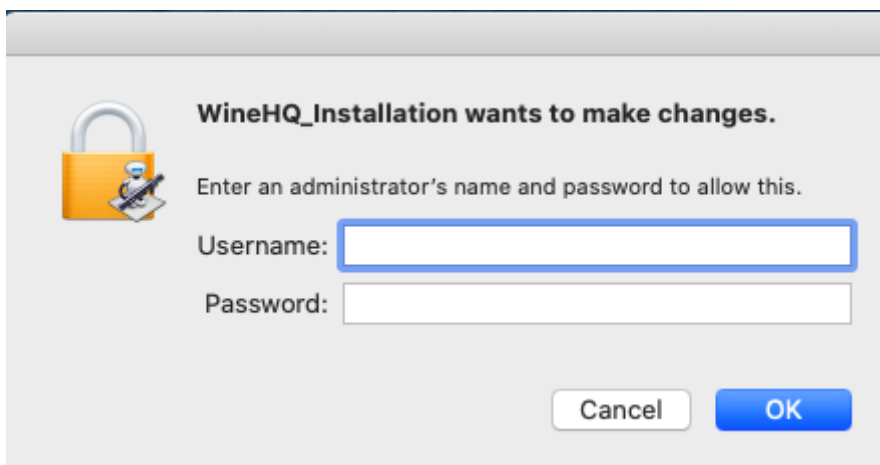 WineHQ_Installation wants to make changes.
Enter an administrator’s name and password to allow this.
Username:
Password:
Cancel OK